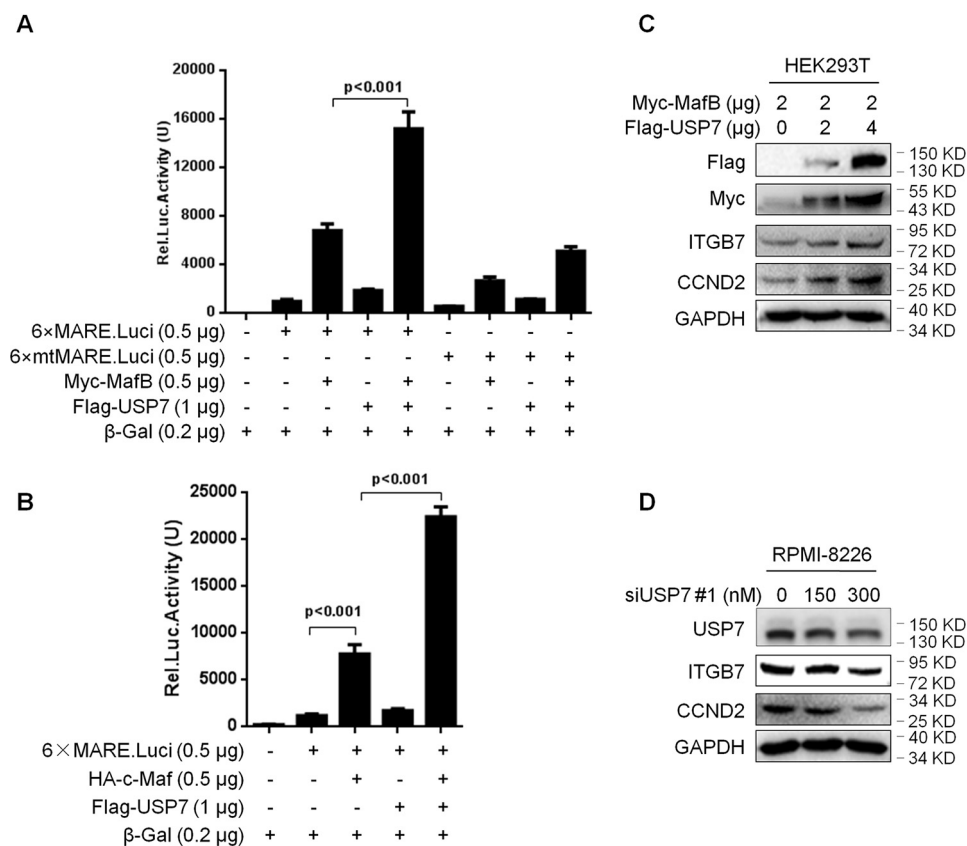 A
20000
16000
12000
8000
4000
0
Rel.Luc.Activity (U)
p<0.001
6×MARE.Luci (0.5 µg) - + + + + - - - -
6×mtMARE.Luci (0.5 µg) - - - - - + + + +
Myc-MafB (0.5 µg) - - + - + - + - +
Flag-USP7 (1 µg) - - - + + - - + +
β-Gal (0.2 µg) + + + + + + + + +
B
25000
20000
15000
10000
5000
0
Rel.Luc.Activity (U)
p<0.001
p<0.001
6×MARE.Luci (0.5 µg) - + + + +
HA-c-Maf (0.5 µg) - - + - +
Flag-USP7 (1 µg) - - - + +
β-Gal (0.2 µg) + + + + +
C
HEK293T
Myc-MafB (µg) 2 2 2
Flag-USP7 (µg) 0 2 4
Flag - 150 KD
- 130 KD
Myc - 55 KD
- 43 KD
ITGB7 - 95 KD
- 72 KD
CCND2 - 34 KD
- 25 KD
GAPDH - 40 KD
- 34 KD
D
RPMI-8226
siUSP7 #1 (nM) 0 150 300
USP7 - 150 KD
- 130 KD
ITGB7 - 95 KD
- 72 KD
CCND2 - 34 KD
- 25 KD
GAPDH - 40 KD
- 34 KD